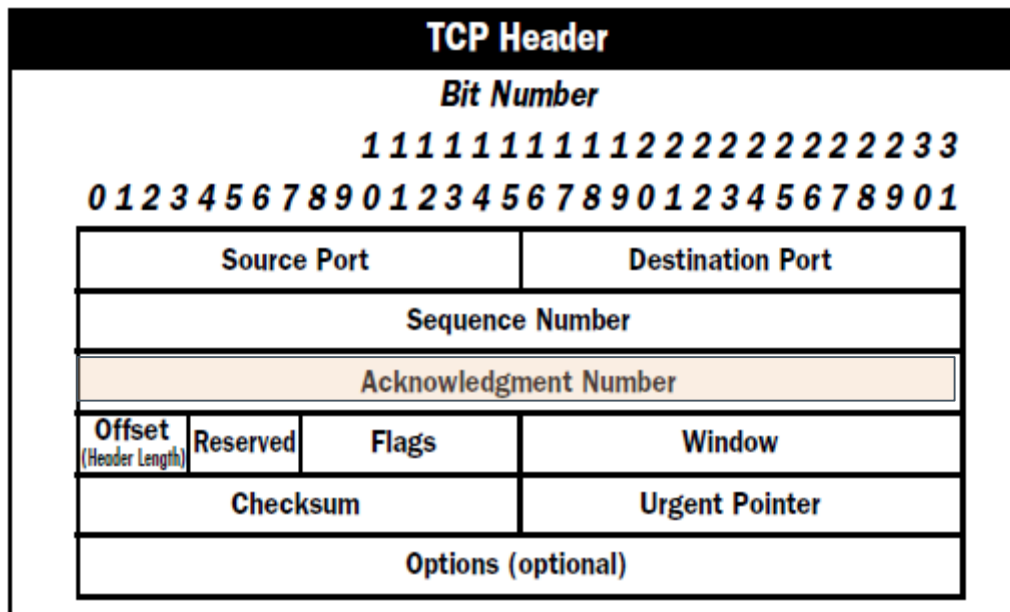 TCP Header
Bit Number
1 1 1 1 1 1 1 1 1 1 2 2 2 2 2 2 2 2 2 2 3 3
0 1 2 3 4 5 6 7 8 9 0 1 2 3 4 5 6 7 8 9 0 1 2 3 4 5 6 7 8 9 0 1
Source Port Destination Port
Sequence Number
Acknowledgment Number
Offset (Header Length) Reserved Flags Window
Checksum Urgent Pointer
Options (optional)